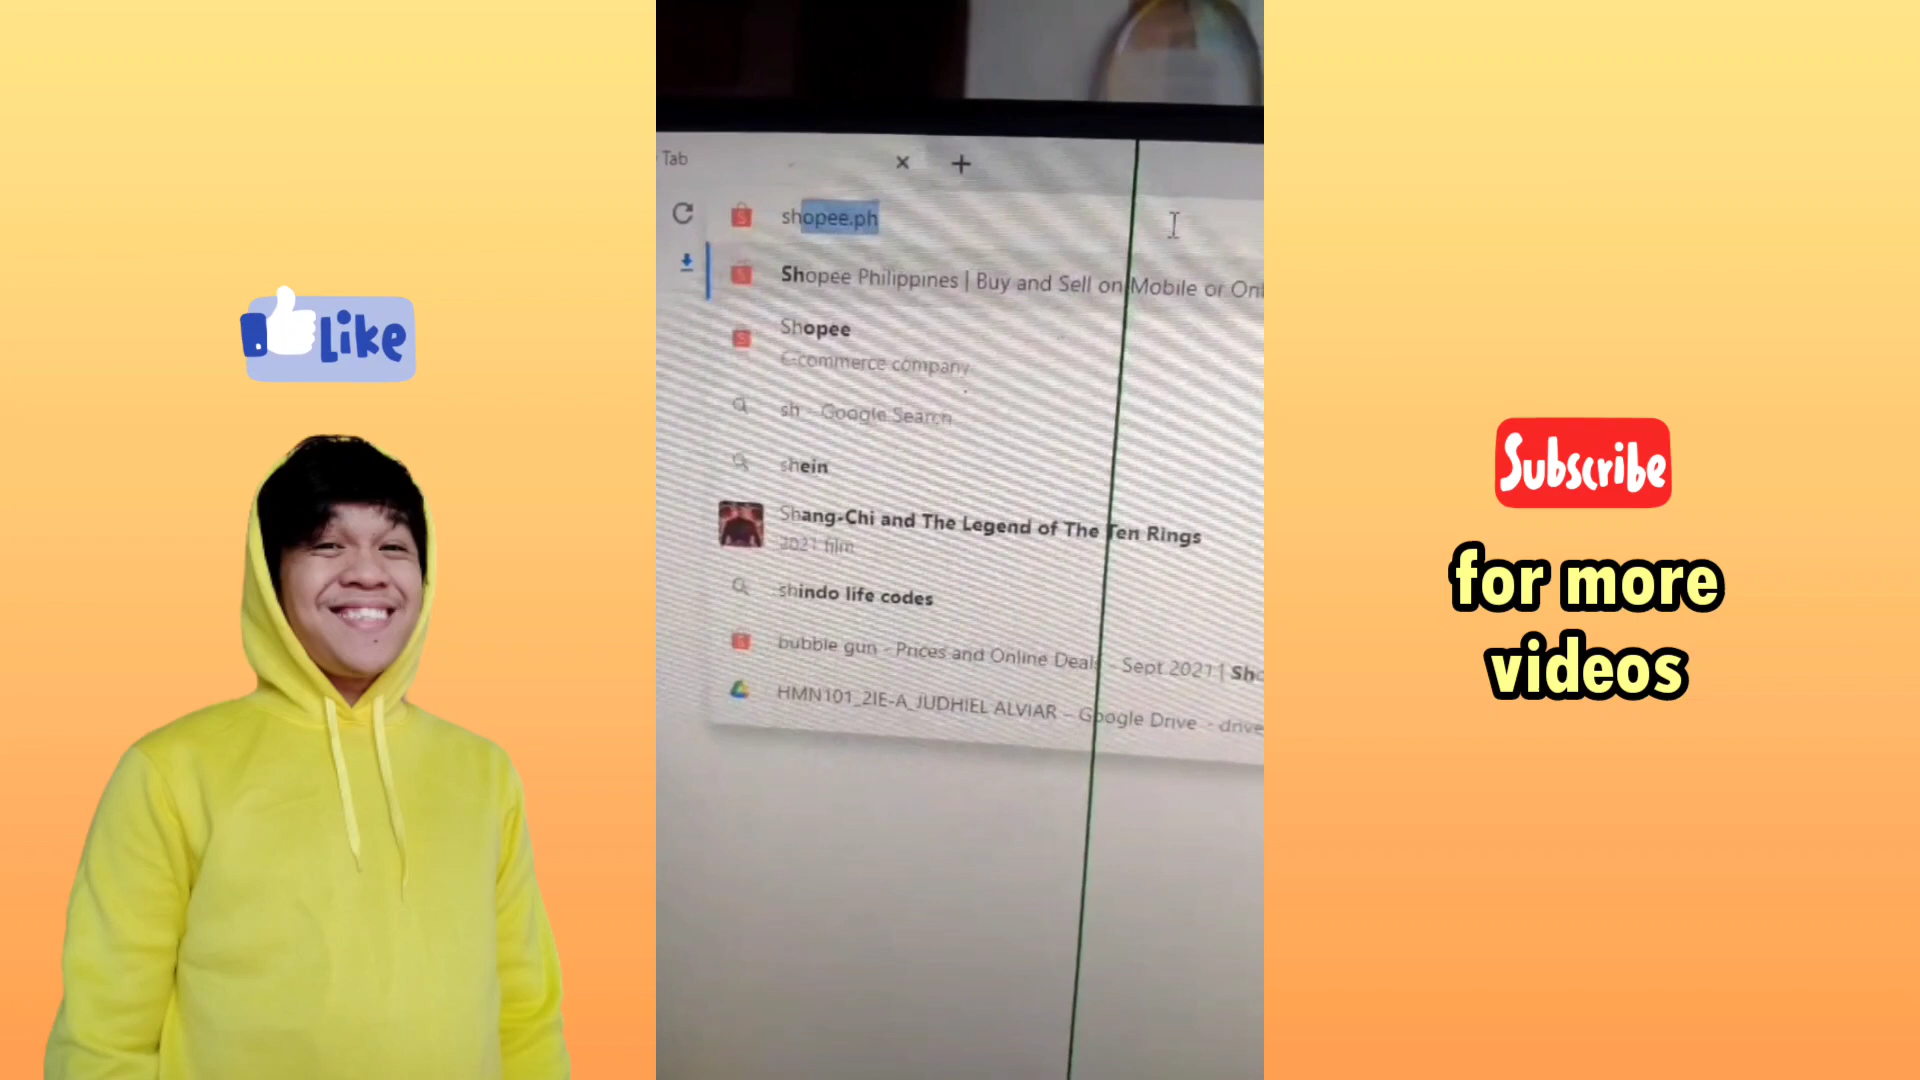 Like
Tab
shopee.ph
Shopee Philippines | Buy and Sell on Mobile or Onl
Shopee
E-commerce company
sh - Google Search
shein
Shang-Chi and The Legend of The Ten Rings
2021 film
shindo life codes
bubble gun - Prices and Online Deals - Sept 2021 | Sho
HMN101_2IE-A_JUDHIEL ALVIAR - Google Drive - drive
Subscribe
for more
videos